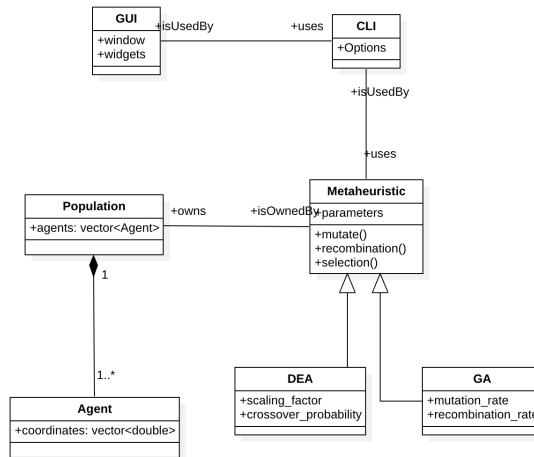 GUI
+window
+widgets
+isUsedBy
+uses
CLI
+Options
+isUsedBy
+uses
Population
+agents: vector<Agent>
+owns
+isOwnedBy
Metaheuristic
+parameters
+mutate()
+recombination()
+selection()
1
1..*
Agent
+coordinates: vector<double>
DEA
+scaling_factor
+crossover_probability
GA
+mutation_rate
+recombination_rate